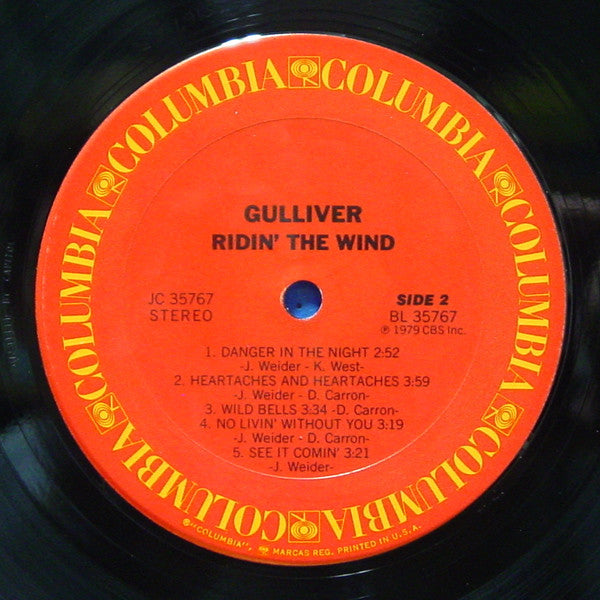 COLUMBIA COLUMBIA COLUMBIA COLUMBIA COLUMBIA COLUMBIA
GULLIVER
RIDIN' THE WIND
JC 35767
STEREO
SIDE 2
BL 35767
℗ 1979 CBS Inc.
1. DANGER IN THE NIGHT 2:52
-J. Weider - K. West-
2. HEARTACHES AND HEARTACHES 3:59
-J. Weider - D. Carron-
3. WILD BELLS 3:34 -D. Carron-
4. NO LIVIN' WITHOUT YOU 3:19
-J. Weider - D. Carron-
5. SEE IT COMIN' 3:21
-J. Weider-
®"COLUMBIA", MARCAS REG. PRINTED IN U.S.A.